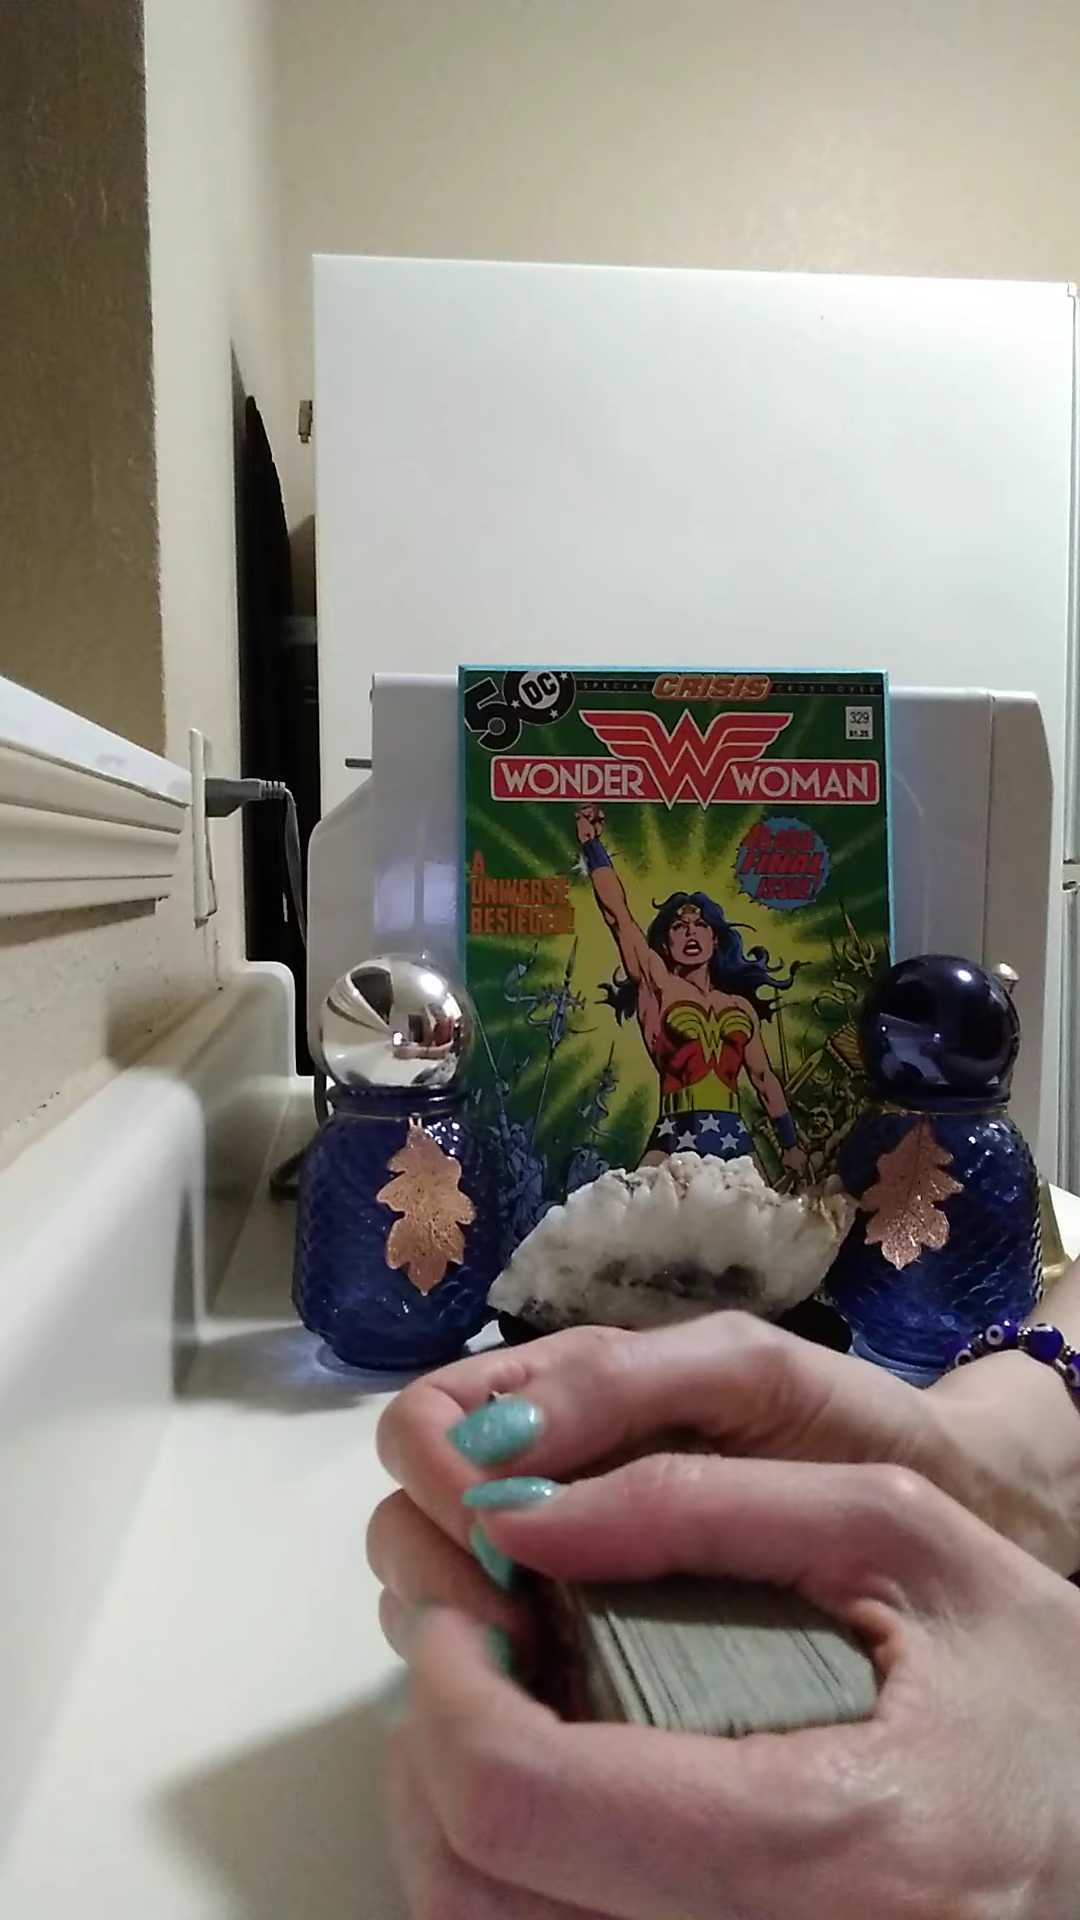 50 DC SPECIAL CRISIS CROSS OVER
329
$1.25
WONDER W WOMAN
A
UNIVERSE
BESIEGED!
FINAL
ISSUE!